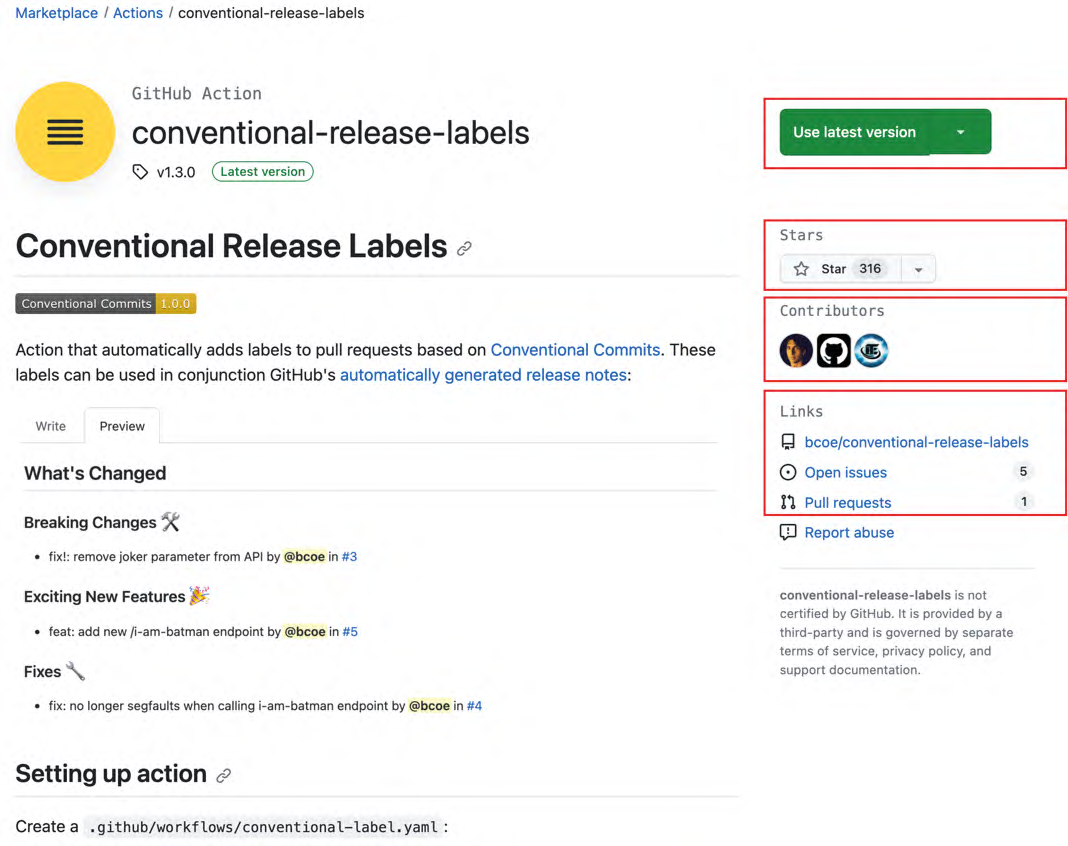 Marketplace / Actions / conventional-release-labels
GitHub Action
conventional-release-labels
v1.3.0 Latest version
Use latest version
Conventional Release Labels
Conventional Commits 1.0.0
Action that automatically adds labels to pull requests based on Conventional Commits. These
labels can be used in conjunction GitHub's automatically generated release notes:
Write Preview
What's Changed
Breaking Changes 🛠
• fix!: remove joker parameter from API by @bcoe in #3
Exciting New Features 🎉
• feat: add new /i-am-batman endpoint by @bcoe in #5
Fixes 🔧
• fix: no longer segfaults when calling i-am-batman endpoint by @bcoe in #4
Setting up action
Create a .github/workflows/conventional-label.yaml :
Stars
Star 316
Contributors
Links
bcoe/conventional-release-labels
Open issues 5
Pull requests 1
Report abuse
conventional-release-labels is not
certified by GitHub. It is provided by a
third-party and is governed by separate
terms of service, privacy policy, and
support documentation.